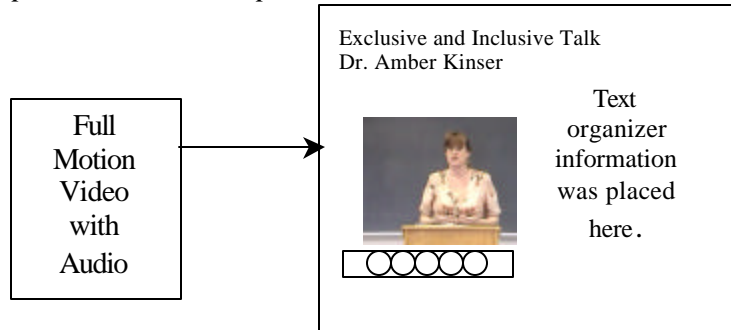 Exclusive and Inclusive Talk
Dr. Amber Kinser
Full
Motion
Video
with
Audio
Text
organizer
information
was placed
here.